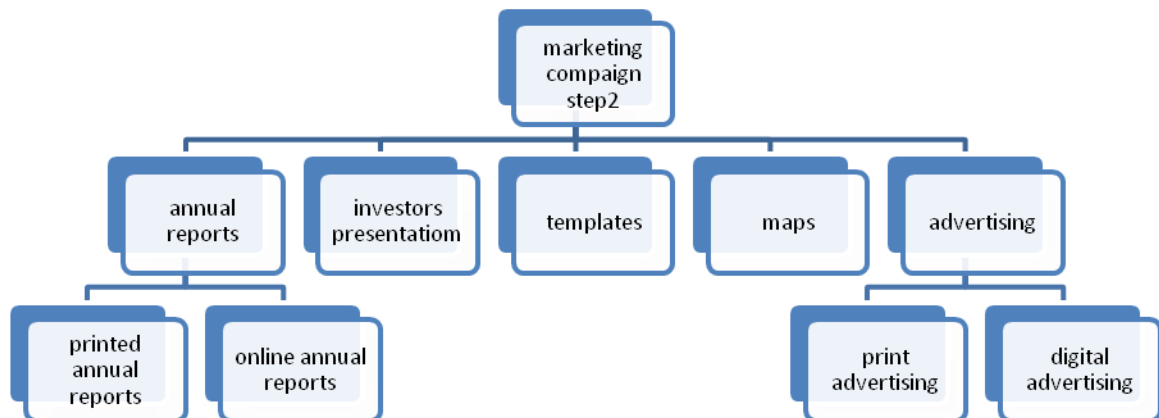 marketing
compaign
step2
annual
reports
investors
presentatiom
templates
maps
advertising
printed
annual
reports
online annual
reports
print
advertising
digital
advertising